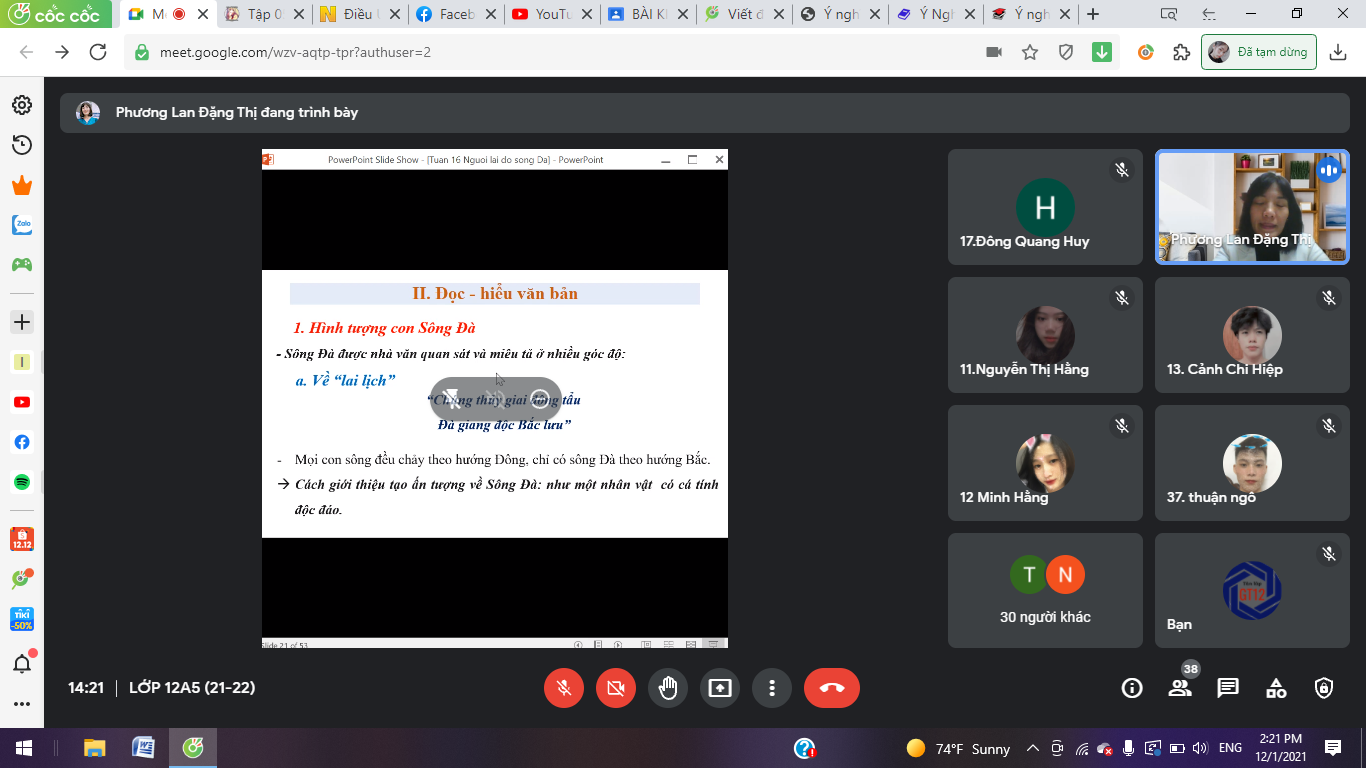 cốc cốc
M
Tập 0
Điều l
Faceb
YouTu
BÀI K
Viết đ
Ý ngh
Ý Ngh
Ý ngh
meet.google.com/wzv-aqtp-tpr?authuser=2
Đã tạm dừng
Phương Lan Đặng Thị đang trình bày
PowerPoint Slide Show - [Tuan 16 Nguoi lai do song Da] - PowerPoint
II. Đọc - hiểu văn bản
1. Hình tượng con Sông Đà
- Sông Đà được nhà văn quan sát và miêu tả ở nhiều góc độ:
a. Về “lai lịch”
“Chúng thủy giai đông tẩu
Đà giang độc Bắc lưu”
- Mọi con sông đều chảy theo hướng Đông, chỉ có sông Đà theo hướng Bắc.
→ Cách giới thiệu tạo ấn tượng về Sông Đà: như một nhân vật có cá tính
độc đáo.
Slide 21 of 53
H
17.Đông Quang Huy
Phương Lan Đặng Thị
11.Nguyễn Thị Hằng
13. Cảnh Chi Hiệp
12 Minh Hằng
37. thuận ngô
T N
30 người khác
GT12
Bạn
Zalo
I
12.12
TIKI
-50%
14:21 | LỚP 12A5 (21-22)
38
74°F Sunny
ENG
2:21 PM
12/1/2021